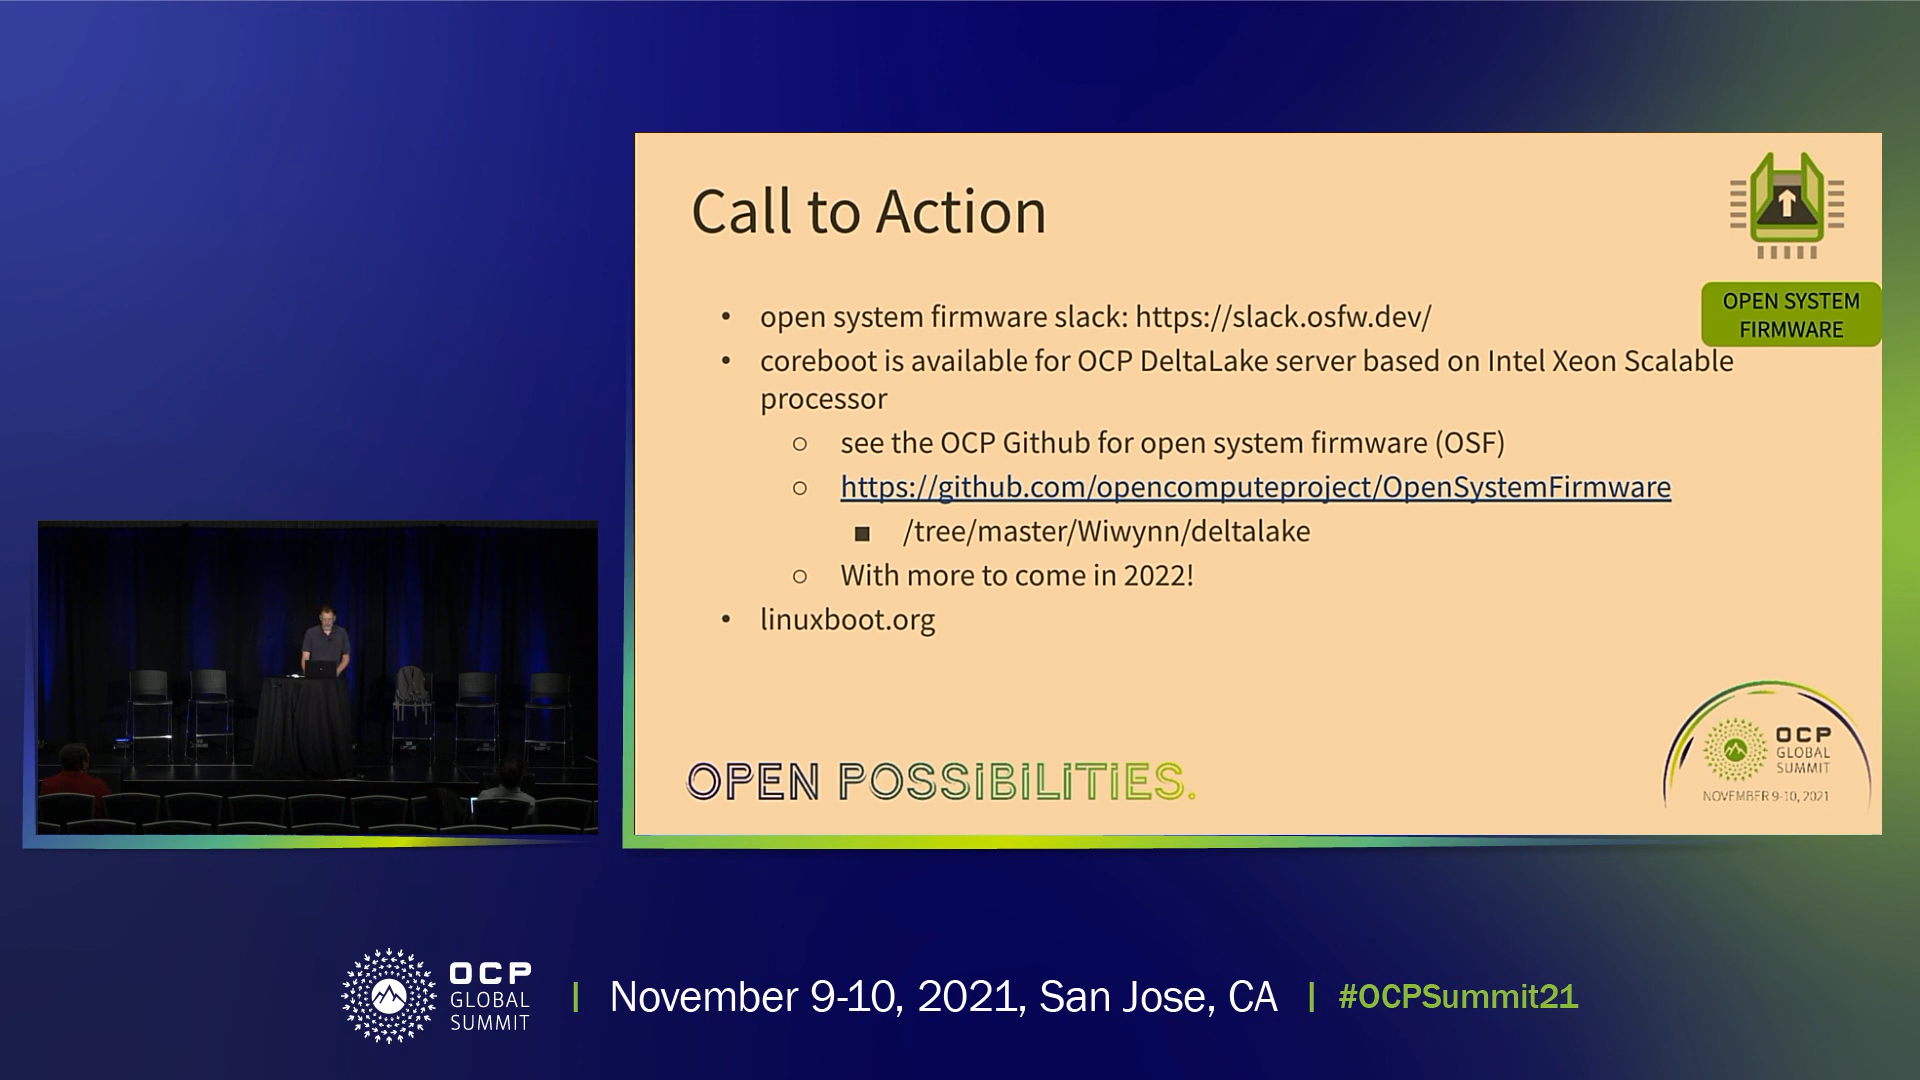 Call to Action
OPEN SYSTEM
FIRMWARE
• open system firmware slack: https://slack.osfw.dev/
• coreboot is available for OCP DeltaLake server based on Intel Xeon Scalable
processor
○ see the OCP Github for open system firmware (OSF)
○ https://github.com/opencomputeproject/OpenSystemFirmware
■ /tree/master/Wiwynn/deltalake
○ With more to come in 2022!
• linuxboot.org
OPEN POSSIBILITIES.
OCP
GLOBAL
SUMMIT
NOVEMBER 9-10, 2021
OCP
GLOBAL
SUMMIT
| November 9-10, 2021, San Jose, CA | #OCPSummit21